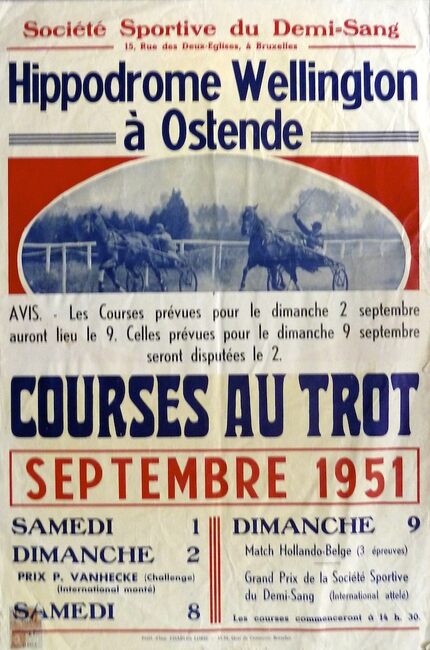 Société Sportive du Demi-Sang
15, Rue des Deux-Eglises, à Bruxelles
Hippodrome Wellington
à Ostende
AVIS. - Les Courses prévues pour le dimanche 2 septembre
auront lieu le 9. Celles prévues pour le dimanche 9 septembre
seront disputées le 2.
COURSES AU TROT
SEPTEMBRE 1951
SAMEDI 1
DIMANCHE 2
PRIX P. VANHECKE (Challenge)
(International monté)
SAMEDI 8
DIMANCHE 9
Match Hollando-Belge (3 épreuves)
Grand Prix de la Société Sportive
du Demi-Sang (International attelé)
Les courses commenceront à 14 h. 30.